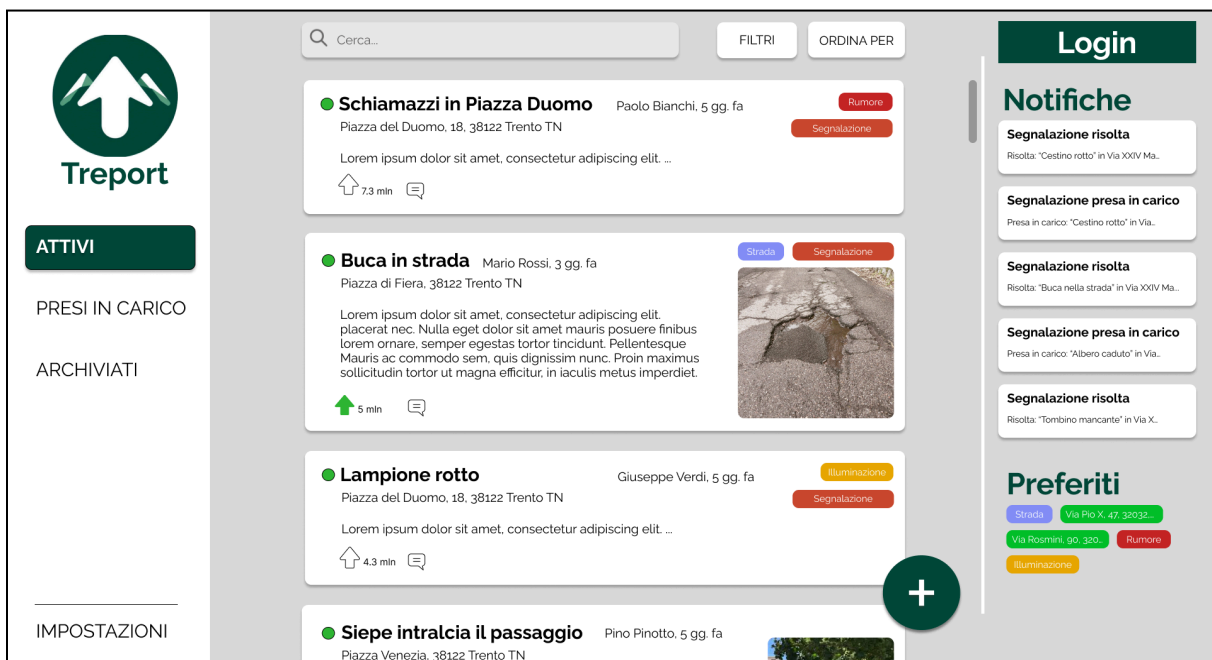 Treport
ATTIVI
PRESI IN CARICO
ARCHIVIATI
IMPOSTAZIONI
Cerca...
FILTRI
ORDINA PER
Schiamazzi in Piazza Duomo
Paolo Bianchi, 5 gg. fa
Rumore
Piazza del Duomo, 18, 38122 Trento TN
Segnalazione
Lorem ipsum dolor sit amet, consectetur adipiscing elit. ...
7.3 mln
Buca in strada
Mario Rossi, 3 gg. fa
Strada
Segnalazione
Piazza di Fiera, 38122 Trento TN
Lorem ipsum dolor sit amet, consectetur adipiscing elit.
placerat nec. Nulla eget dolor sit amet mauris posuere finibus
lorem ornare, semper egestas tortor tincidunt. Pellentesque
Mauris ac commodo sem, quis dignissim nunc. Proin maximus
sollicitudin tortor ut magna efficitur, in iaculis metus imperdiet.
5 mln
Lampione rotto
Giuseppe Verdi, 5 gg. fa
Illuminazione
Piazza del Duomo, 18, 38122 Trento TN
Segnalazione
Lorem ipsum dolor sit amet, consectetur adipiscing elit. ...
4.3 mln
+
Siepe intralcia il passaggio
Pino Pinotto, 5 gg. fa
Piazza Venezia, 38122 Trento TN
Login
Notifiche
Segnalazione risolta
Risolta: "Cestino rotto" in Via XXIV Ma...
Segnalazione presa in carico
Presa in carico: "Cestino rotto" in Via...
Segnalazione risolta
Risolta: "Buca nella strada" in Via XXIV Ma...
Segnalazione presa in carico
Presa in carico: "Albero caduto" in Via...
Segnalazione risolta
Risolta: "Tombino mancante" in Via X...
Preferiti
Strada
Via Pio X, 47, 32032,...
Via Rosmini, 90, 320...
Rumore
Illuminazione